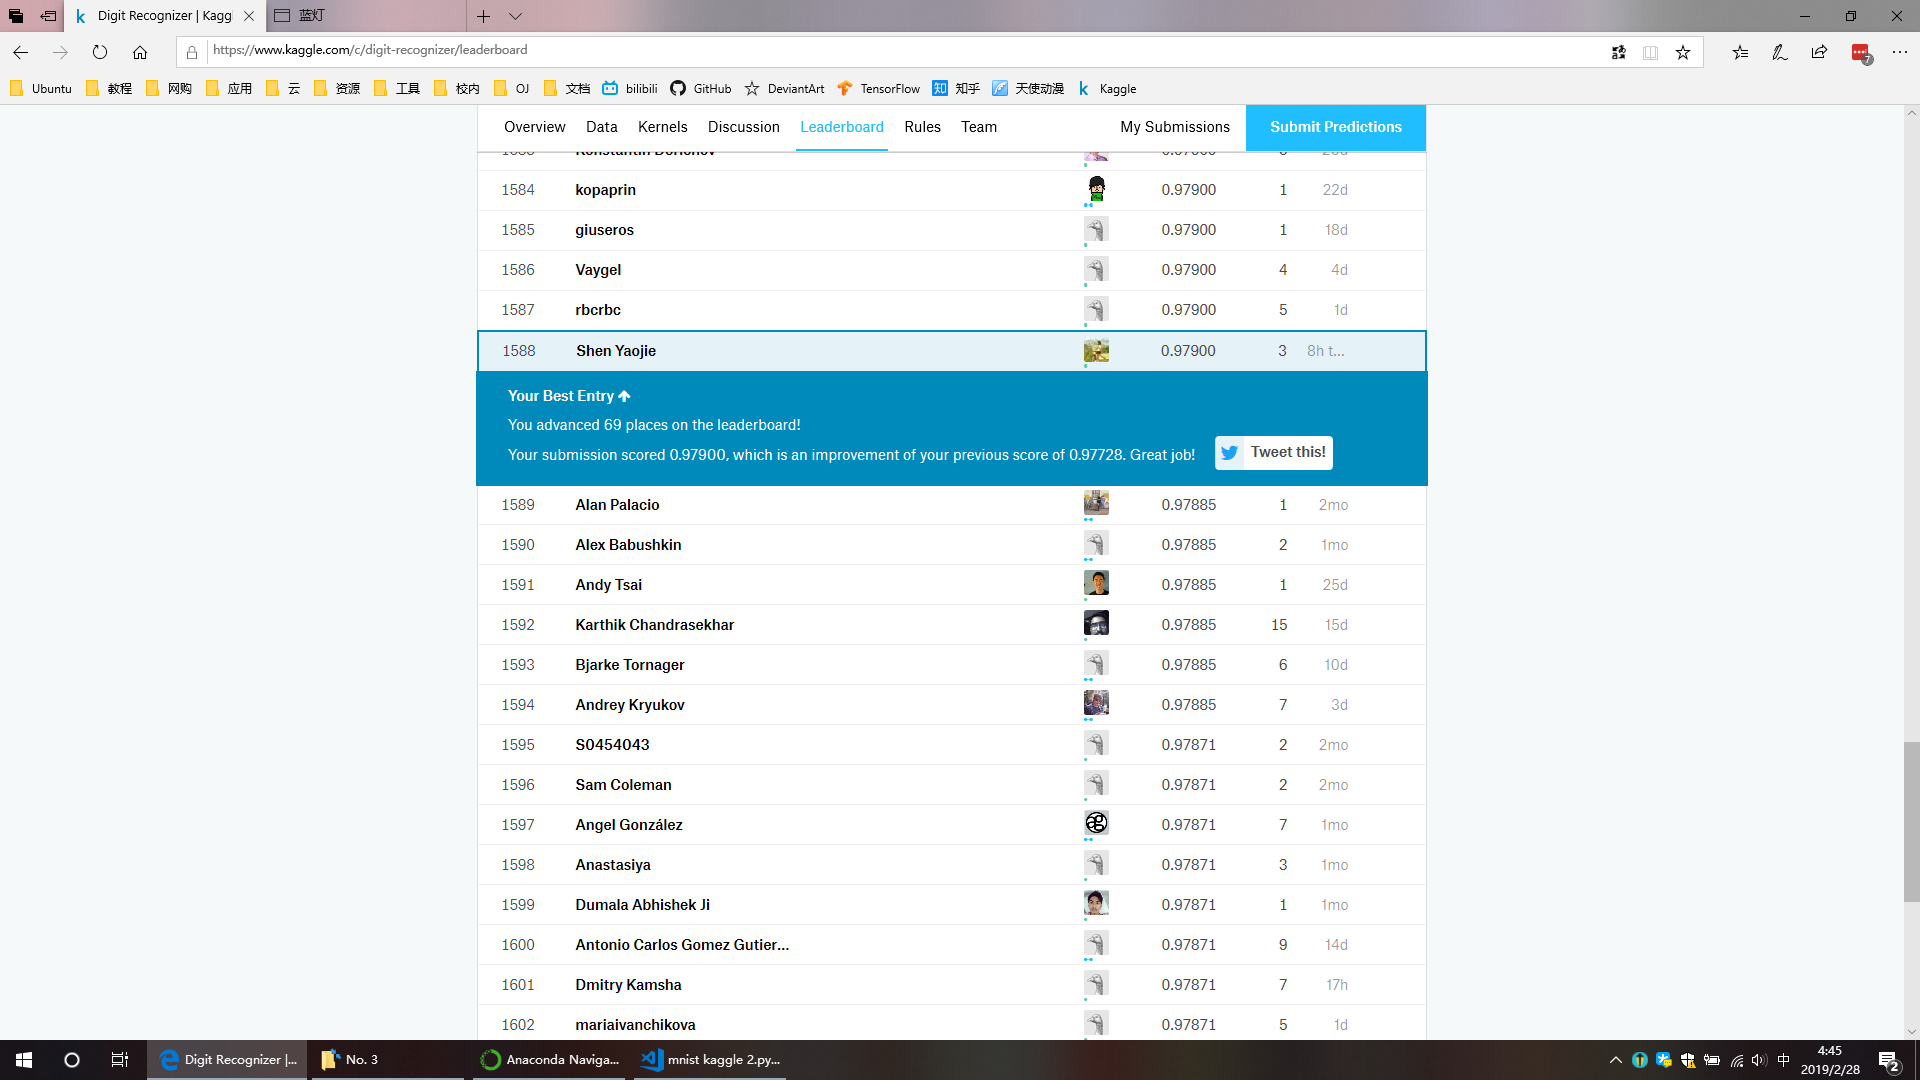 Digit Recognizer | Kaggl
蓝灯
https://www.kaggle.com/c/digit-recognizer/leaderboard
7
Ubuntu 教程 网购 应用 云 资源 工具 校内 OJ 文档 bilibili GitHub DeviantArt TensorFlow 知乎 天使动漫 Kaggle
Overview Data Kernels Discussion Leaderboard Rules Team My Submissions Submit Predictions
1584 kopaprin 0.97900 1 22d
1585 giuseros 0.97900 1 18d
1586 Vaygel 0.97900 4 4d
1587 rbcrbc 0.97900 5 1d
1588 Shen Yaojie 0.97900 3 8h t...
Your Best Entry
You advanced 69 places on the leaderboard!
Your submission scored 0.97900, which is an improvement of your previous score of 0.97728. Great job! Tweet this!
1589 Alan Palacio 0.97885 1 2mo
1590 Alex Babushkin 0.97885 2 1mo
1591 Andy Tsai 0.97885 1 25d
1592 Karthik Chandrasekhar 0.97885 15 15d
1593 Bjarke Tornager 0.97885 6 10d
1594 Andrey Kryukov 0.97885 7 3d
1595 S0454043 0.97871 2 2mo
1596 Sam Coleman 0.97871 2 2mo
1597 Angel González 0.97871 7 1mo
1598 Anastasiya 0.97871 3 1mo
1599 Dumala Abhishek Ji 0.97871 1 1mo
1600 Antonio Carlos Gomez Gutier... 0.97871 9 14d
1601 Dmitry Kamsha 0.97871 7 17h
1602 mariaivanchikova 0.97871 5 1d
Digit Recognizer |... No. 3 Anaconda Naviga... mnist kaggle 2.py... 中 4:45
2019/2/28 2